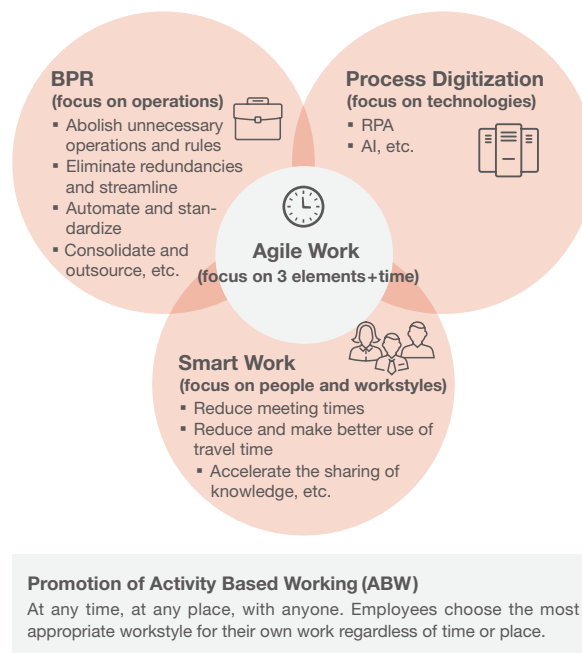 BPR
(focus on operations)
▪ Abolish unnecessary
operations and rules
▪ Eliminate redundancies
and streamline
▪ Automate and stan-
dardize
▪ Consolidate and
outsource, etc.
Process Digitization
(focus on technologies)
▪ RPA
▪ AI, etc.
Agile Work
(focus on 3 elements+time)
Smart Work
(focus on people and workstyles)
▪ Reduce meeting times
▪ Reduce and make better use of
travel time
▪ Accelerate the sharing of
knowledge, etc.
Promotion of Activity Based Working (ABW)
At any time, at any place, with anyone. Employees choose the most
appropriate workstyle for their own work regardless of time or place.